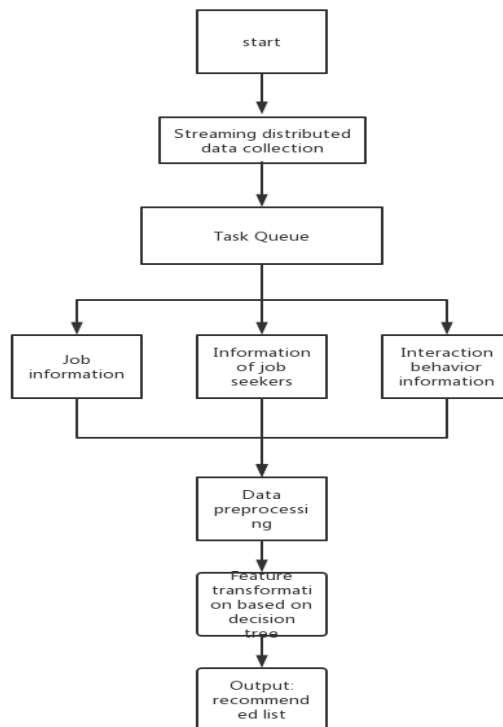 start
Streaming distributed
data collection
Task Queue
Job
information
Information
of job
seekers
Interaction
behavior
information
Data
preprocessi
ng
Feature
transformati
on based on
decision
tree
Output:
recommend
ed list